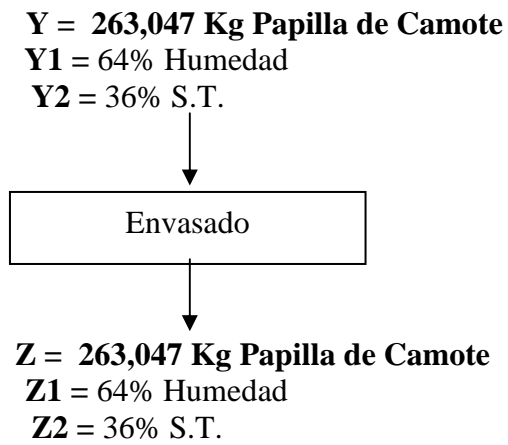 Y = 263,047 Kg Papilla de Camote
Y1 = 64% Humedad
Y2 = 36% S.T.
Envasado
Z = 263,047 Kg Papilla de Camote
Z1 = 64% Humedad
Z2 = 36% S.T.